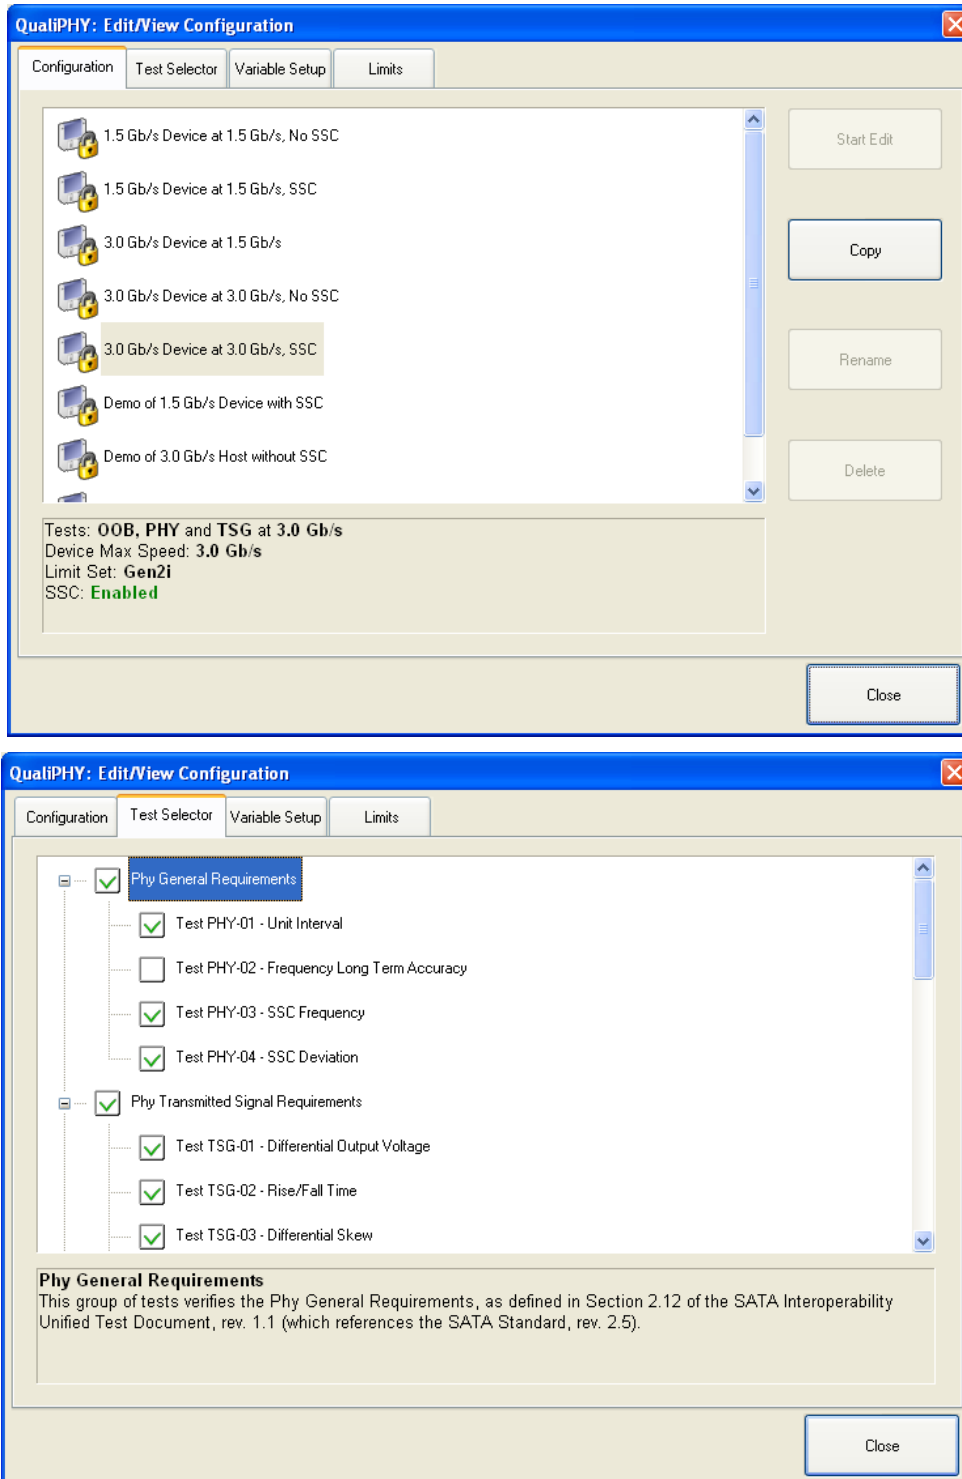 QualiPHY: Edit/View Configuration
Configuration
Test Selector
Variable Setup
Limits
1.5 Gb/s Device at 1.5 Gb/s, No SSC
1.5 Gb/s Device at 1.5 Gb/s, SSC
3.0 Gb/s Device at 1.5 Gb/s
3.0 Gb/s Device at 3.0 Gb/s, No SSC
3.0 Gb/s Device at 3.0 Gb/s, SSC
Demo of 1.5 Gb/s Device with SSC
Demo of 3.0 Gb/s Host without SSC
Start Edit
Copy
Rename
Delete
Tests: OOB, PHY and TSG at 3.0 Gb/s
Device Max Speed: 3.0 Gb/s
Limit Set: Gen2i
SSC: Enabled
Close
QualiPHY: Edit/View Configuration
Configuration
Test Selector
Variable Setup
Limits
Phy General Requirements
Test PHY-01 - Unit Interval
Test PHY-02 - Frequency Long Term Accuracy
Test PHY-03 - SSC Frequency
Test PHY-04 - SSC Deviation
Phy Transmitted Signal Requirements
Test TSG-01 - Differential Output Voltage
Test TSG-02 - Rise/Fall Time
Test TSG-03 - Differential Skew
Phy General Requirements
This group of tests verifies the Phy General Requirements, as defined in Section 2.12 of the SATA Interoperability
Unified Test Document, rev. 1.1 (which references the SATA Standard, rev. 2.5).
Close